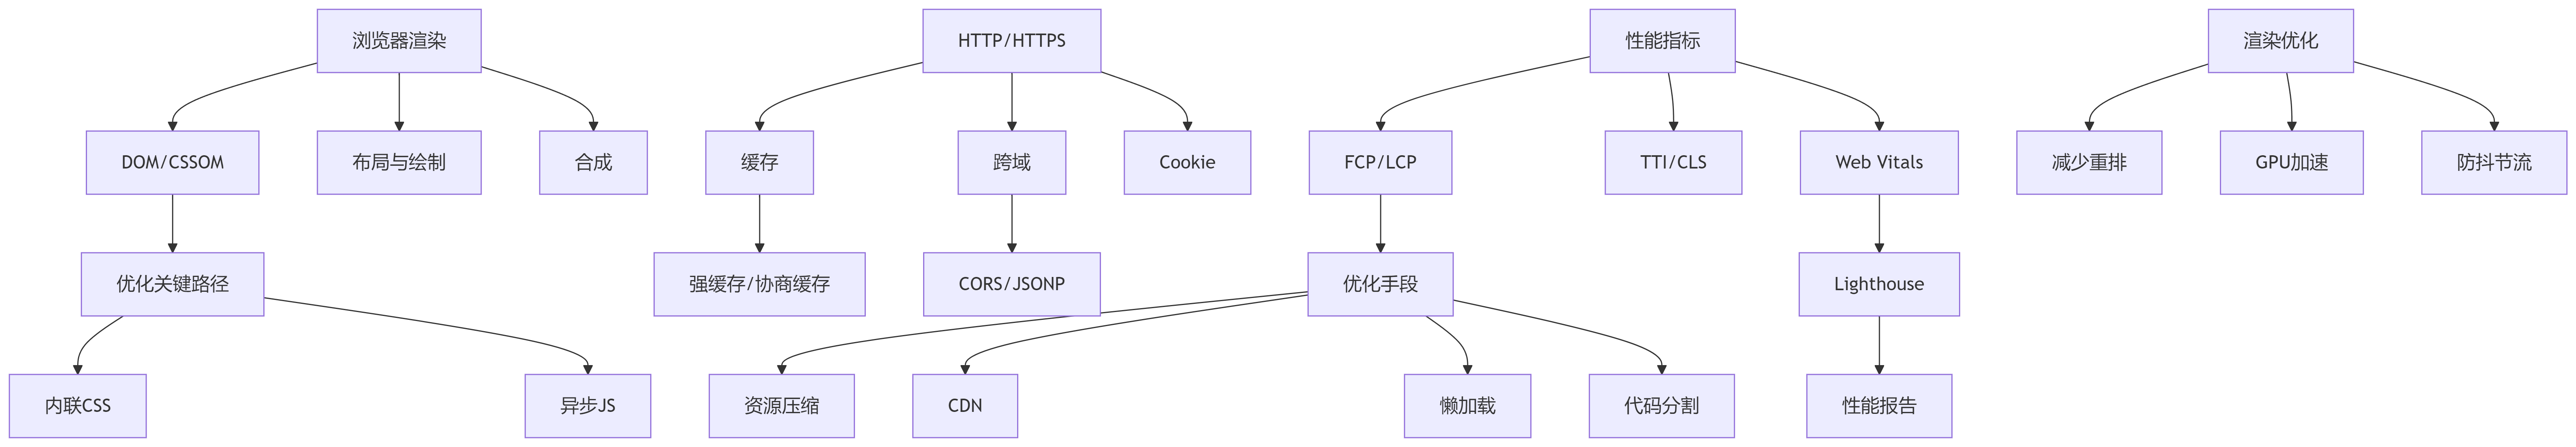 浏览器渲染
HTTP/HTTPS
性能指标
渲染优化
DOM/CSSOM
布局与绘制
合成
缓存
跨域
Cookie
FCP/LCP
TTI/CLS
Web Vitals
减少重排
GPU加速
防抖节流
优化关键路径
强缓存/协商缓存
CORS/JSONP
优化手段
Lighthouse
内联CSS
异步JS
资源压缩
CDN
懒加载
代码分割
性能报告